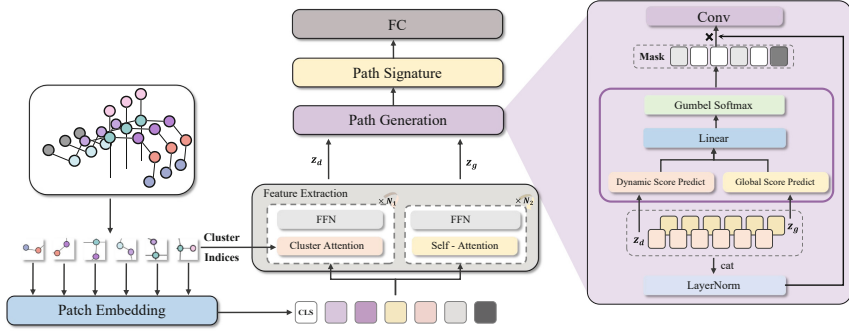 FC
Path Signature
Path Generation
z_d
z_g
Feature Extraction
× N_1
FFN
Cluster Attention
× N_2
FFN
Self - Attention
Cluster
Indices
Patch Embedding
CLS
Conv
×
Mask
Gumbel Softmax
Linear
Dynamic Score Predict
Global Score Predict
z_d
z_g
cat
LayerNorm